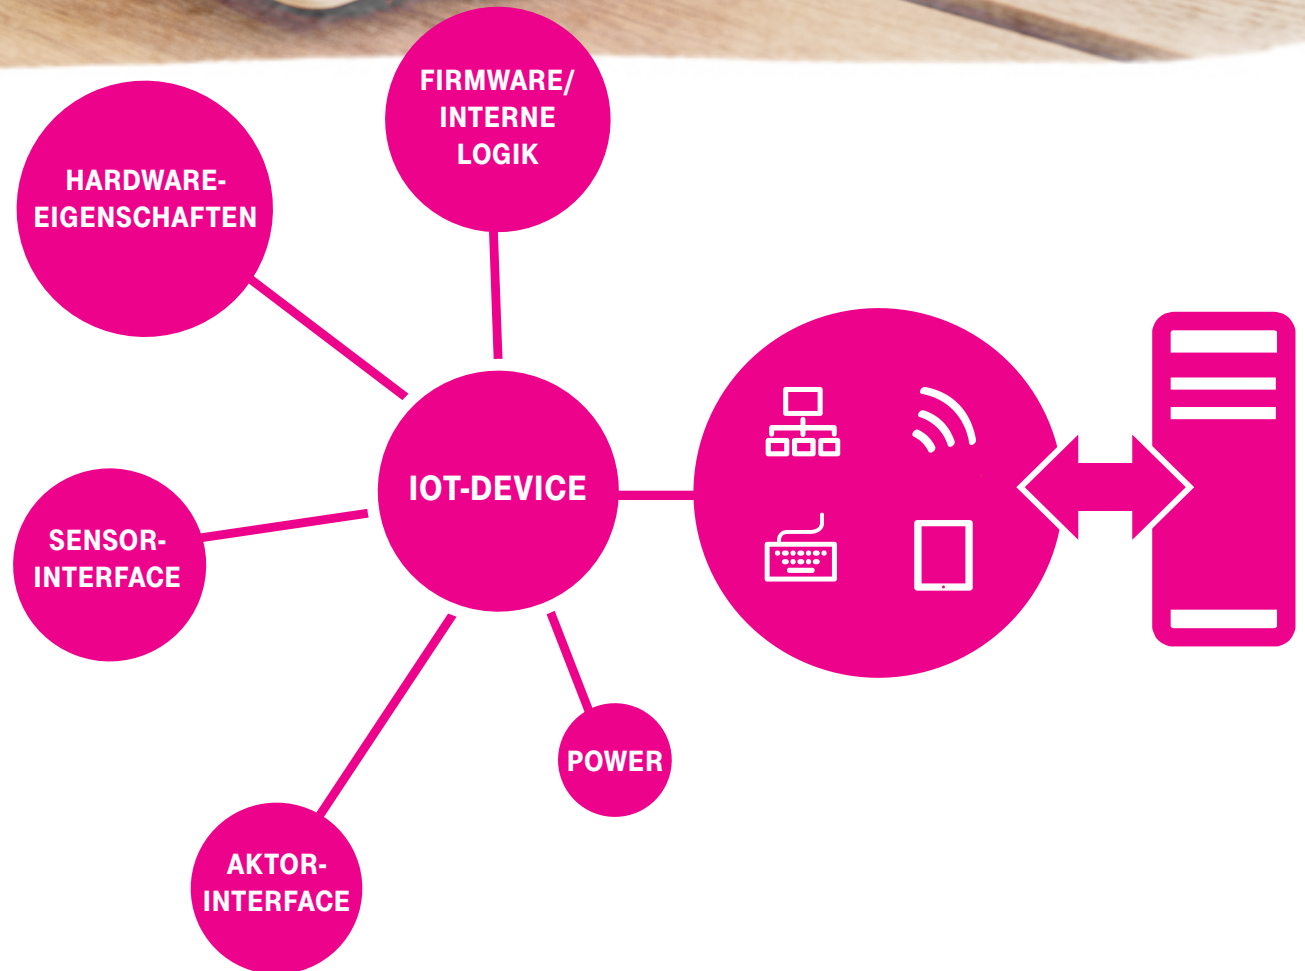 FIRMWARE/
INTERNE
LOGIK
HARDWARE-
EIGENSCHAFTEN
IOT-DEVICE
SENSOR-
INTERFACE
POWER
AKTOR-
INTERFACE